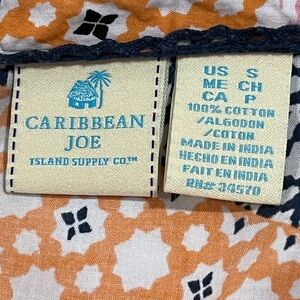 CARIBBEAN
JOE
ISLAND SUPPLY CO.™
US S
ME CH
CA P
100% COTTON
/ALGODON
/COTON
MADE IN INDIA
HECHO EN INDIA
FAIT EN INDIA
RN# 34570